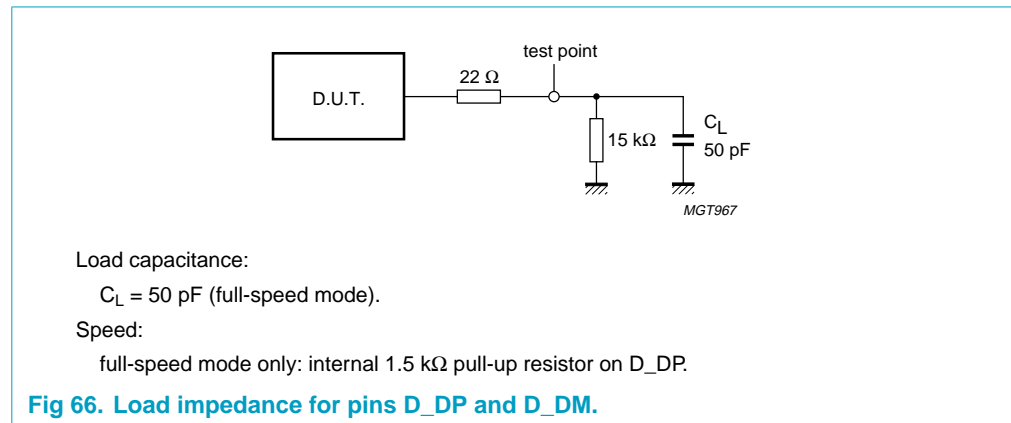 test point
22 Ω
D.U.T.
15 kΩ
CL
50 pF
MGT967
Load capacitance:
CL = 50 pF (full-speed mode).
Speed:
full-speed mode only: internal 1.5 kΩ pull-up resistor on D_DP.
Fig 66. Load impedance for pins D_DP and D_DM.